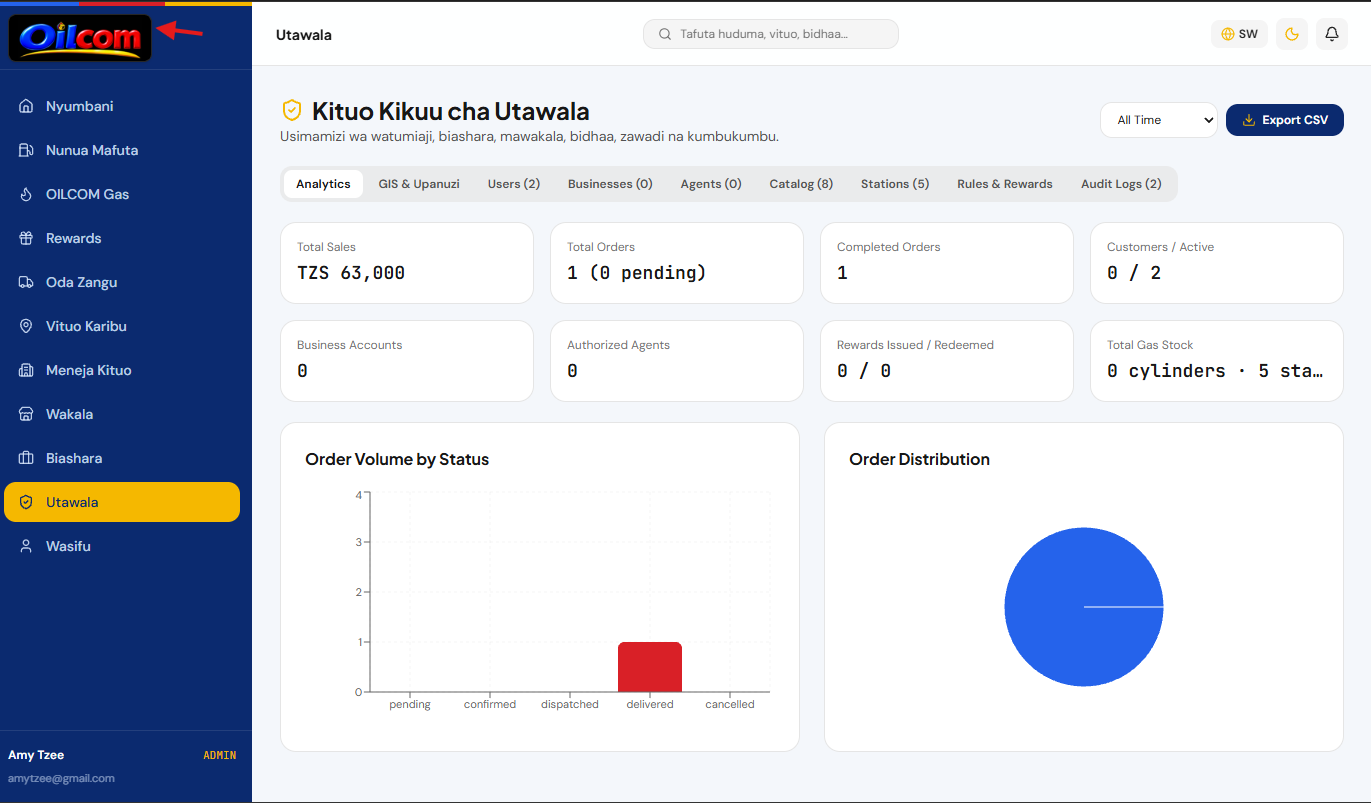 Oilcom
Utawala
Tafuta huduma, vituo, bidhaa...
SW
Nyumbani
Nunua Mafuta
OILCOM Gas
Rewards
Oda Zangu
Vituo Karibu
Meneja Kituo
Wakala
Biashara
Utawala
Wasifu
Amy Tzee
ADMIN
amytzee@gmail.com
Kituo Kikuu cha Utawala
Usimamizi wa watumiaji, biashara, mawakala, bidhaa, zawadi na kumbukumbu.
All Time
Export CSV
Analytics GIS & Upanuzi Users (2) Businesses (0) Agents (0) Catalog (8) Stations (5) Rules & Rewards Audit Logs (2)
Total Sales
TZS 63,000
Total Orders
1 (0 pending)
Completed Orders
1
Customers / Active
0 / 2
Business Accounts
0
Authorized Agents
0
Rewards Issued / Redeemed
0 / 0
Total Gas Stock
0 cylinders · 5 sta...
Order Volume by Status
4
3
2
1
0
pending confirmed dispatched delivered cancelled
Order Distribution